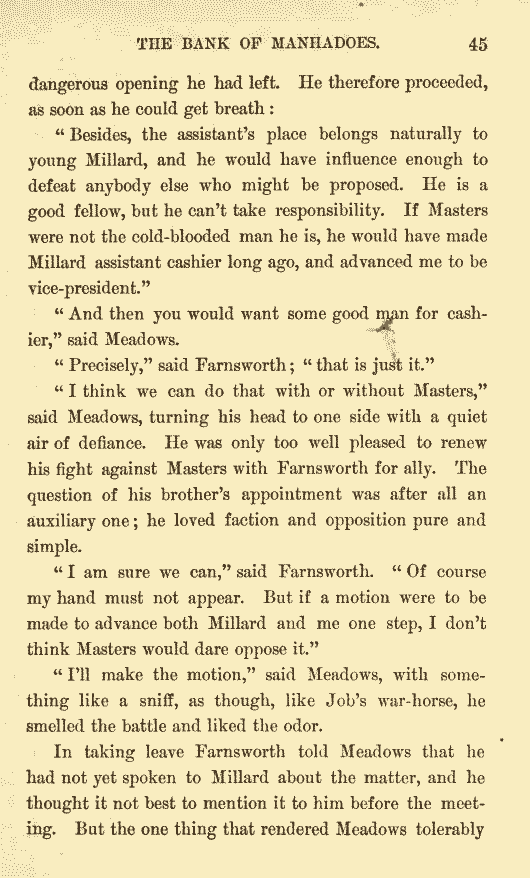 THE BANK OF MANHADOES. 45
dangerous opening he had left. He therefore proceeded,
as soon as he could get breath :
“ Besides, the assistant’s place belongs naturally to
young Millard, and he would have influence enough to
defeat anybody else who might be proposed. He is a
good fellow, but he can’t take responsibility. If Masters
were not the cold-blooded man he is, he would have made
Millard assistant cashier long ago, and advanced me to be
vice-president.”
“ And then you would want some good man for cash-
ier,” said Meadows.
“ Precisely,” said Farnsworth ; “ that is just it.”
“ I think we can do that with or without Masters,”
said Meadows, turning his head to one side with a quiet
air of defiance. He was only too well pleased to renew
his fight against Masters with Farnsworth for ally. The
question of his brother’s appointment was after all an
auxiliary one ; he loved faction and opposition pure and
simple.
“ I am sure we can,” said Farnsworth. “ Of course
my hand must not appear. But if a motion were to be
made to advance both Millard and me one step, I don’t
think Masters would dare oppose it.”
“ I’ll make the motion,” said Meadows, with some-
thing like a sniff, as though, like Job’s war-horse, he
smelled the battle and liked the odor.
In taking leave Farnsworth told Meadows that he
had not yet spoken to Millard about the matter, and he
thought it not best to mention it to him before the meet-
ing. But the one thing that rendered Meadows tolerably